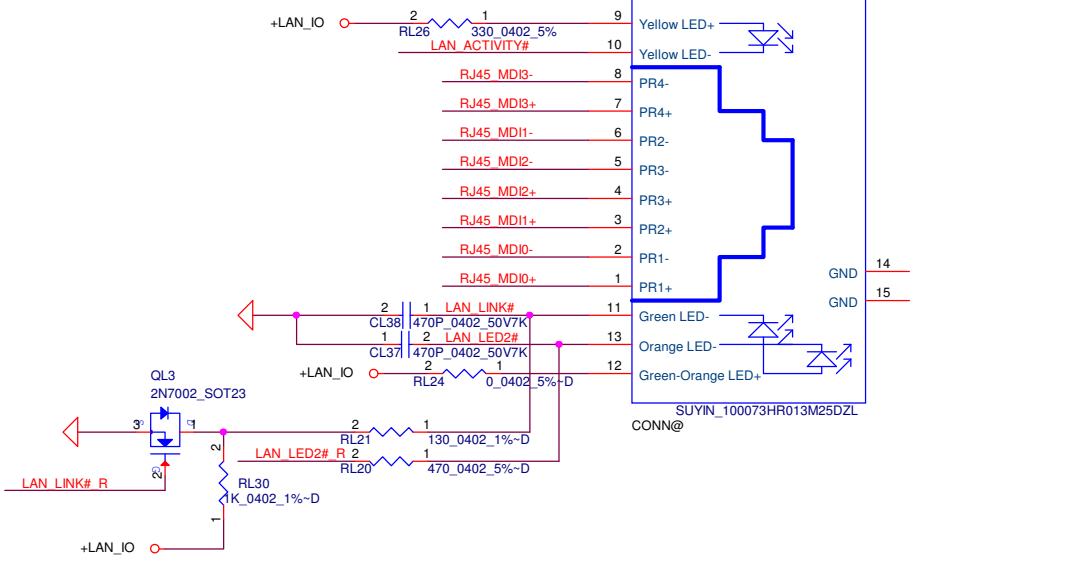 +LAN_IO 2 1 9 Yellow LED+
RL26 330_0402_5%
LAN_ACTIVITY# 10 Yellow LED-
RJ45_MDI3- 8 PR4-
RJ45_MDI3+ 7 PR4+
RJ45_MDI1- 6 PR2-
RJ45_MDI2- 5 PR3-
RJ45_MDI2+ 4 PR3+
RJ45_MDI1+ 3 PR2+
RJ45_MDI0- 2 PR1-
GND 14
RJ45_MDI0+ 1 PR1+
GND 15
2 1 LAN_LINK# 11 Green LED-
CL38 470P_0402_50V7K
1 2 LAN_LED2# 13 Orange LED-
CL37 470P_0402_50V7K
+LAN_IO 2 1 12 Green-Orange LED+
RL24 0_0402_5%~D
QL3
2N7002_SOT23
SUYIN_100073HR013M25DZL
CONN@
3 S D 1 2 1
RL21 130_0402_1%~D
LAN_LED2#_R 2 1
RL20 470_0402_5%~D
G 2 2
LAN_LINK#_R RL30
1K_0402_1%~D
1
+LAN_IO